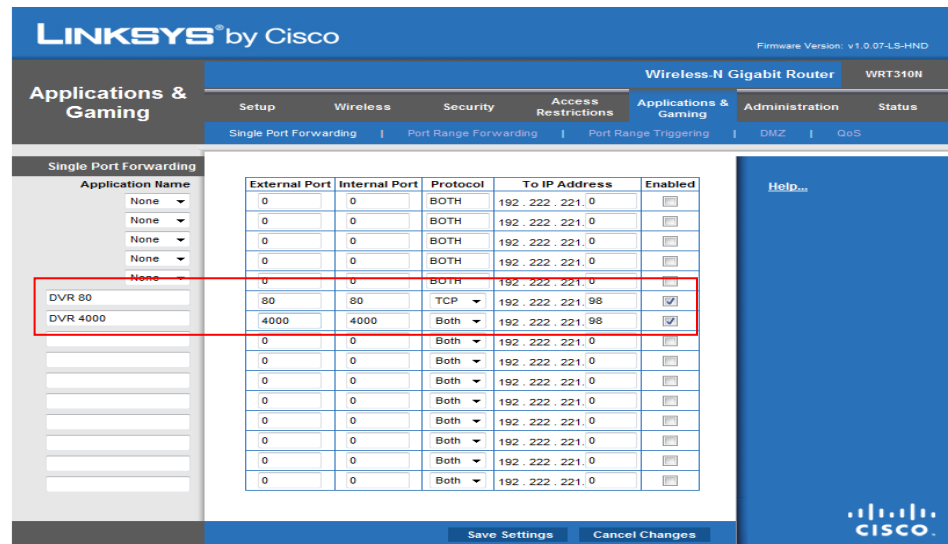 LINKSYS® by Cisco
Firmware Version: v1.0.07-LS-HND
Wireless-N Gigabit Router WRT310N
Applications & Gaming
Setup Wireless Security Access Restrictions Applications & Gaming Administration Status
Single Port Forwarding | Port Range Forwarding | Port Range Triggering | DMZ | QoS
Single Port Forwarding
Application Name External Port Internal Port Protocol To IP Address Enabled
Help...
None 0 0 BOTH 192 . 222 . 221. 0
None 0 0 BOTH 192 . 222 . 221. 0
None 0 0 BOTH 192 . 222 . 221. 0
None 0 0 BOTH 192 . 222 . 221. 0
None 0 0 BOTH 192 . 222 . 221. 0
DVR 80 80 80 TCP 192 . 222 . 221. 98
DVR 4000 4000 4000 Both 192 . 222 . 221. 98
0 0 Both 192 . 222 . 221. 0
0 0 Both 192 . 222 . 221. 0
0 0 Both 192 . 222 . 221. 0
0 0 Both 192 . 222 . 221. 0
0 0 Both 192 . 222 . 221. 0
0 0 Both 192 . 222 . 221. 0
0 0 Both 192 . 222 . 221. 0
0 0 Both 192 . 222 . 221. 0
Save Settings Cancel Changes
CISCO.